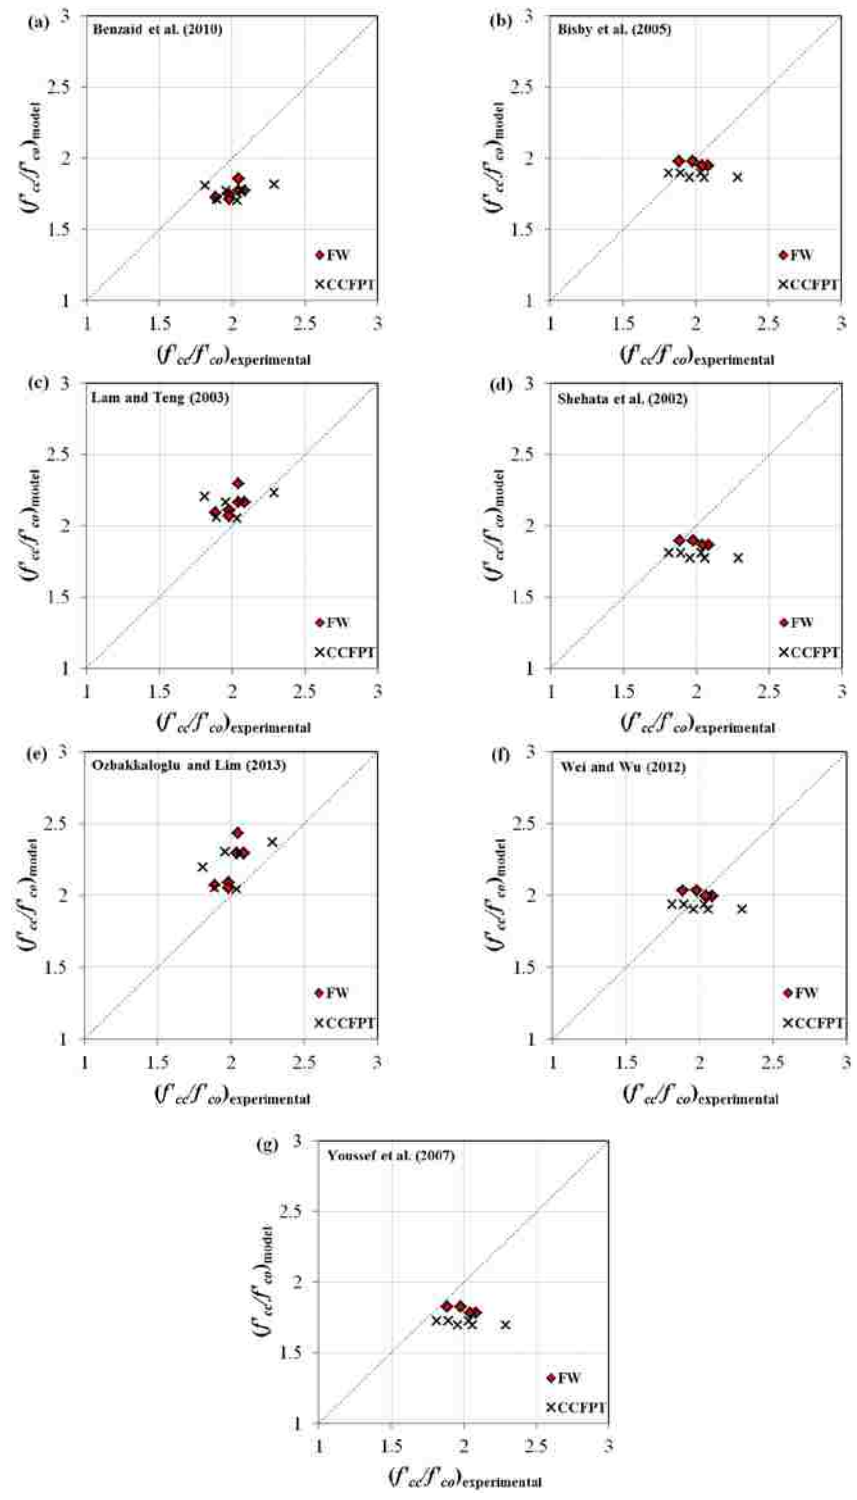 (a)
Benzaid et al. (2010)
3
2.5
2
1.5
1
(f'cc/f'co)model
FW
CCFPT
1 1.5 2 2.5 3
(f'cc/f'co)experimental
(b)
Bisby et al. (2005)
3
2.5
2
1.5
1
(f'cc/f'co)model
FW
CCFPT
1 1.5 2 2.5 3
(f'cc/f'co)experimental
(c)
Lam and Teng (2003)
3
2.5
2
1.5
1
(f'cc/f'co)model
FW
CCFPT
1 1.5 2 2.5 3
(f'cc/f'co)experimental
(d)
Shehata et al. (2002)
3
2.5
2
1.5
1
(f'cc/f'co)model
FW
CCFPT
1 1.5 2 2.5 3
(f'cc/f'co)experimental
(e)
Ozbakkaloglu and Lim (2013)
3
2.5
2
1.5
1
(f'cc/f'co)model
FW
CCFPT
1 1.5 2 2.5 3
(f'cc/f'co)experimental
(f)
Wei and Wu (2012)
3
2.5
2
1.5
1
(f'cc/f'co)model
FW
CCFPT
1 1.5 2 2.5 3
(f'cc/f'co)experimental
(g)
Youssef et al. (2007)
3
2.5
2
1.5
1
(f'cc/f'co)model
FW
CCFPT
1 1.5 2 2.5 3
(f'cc/f'co)experimental